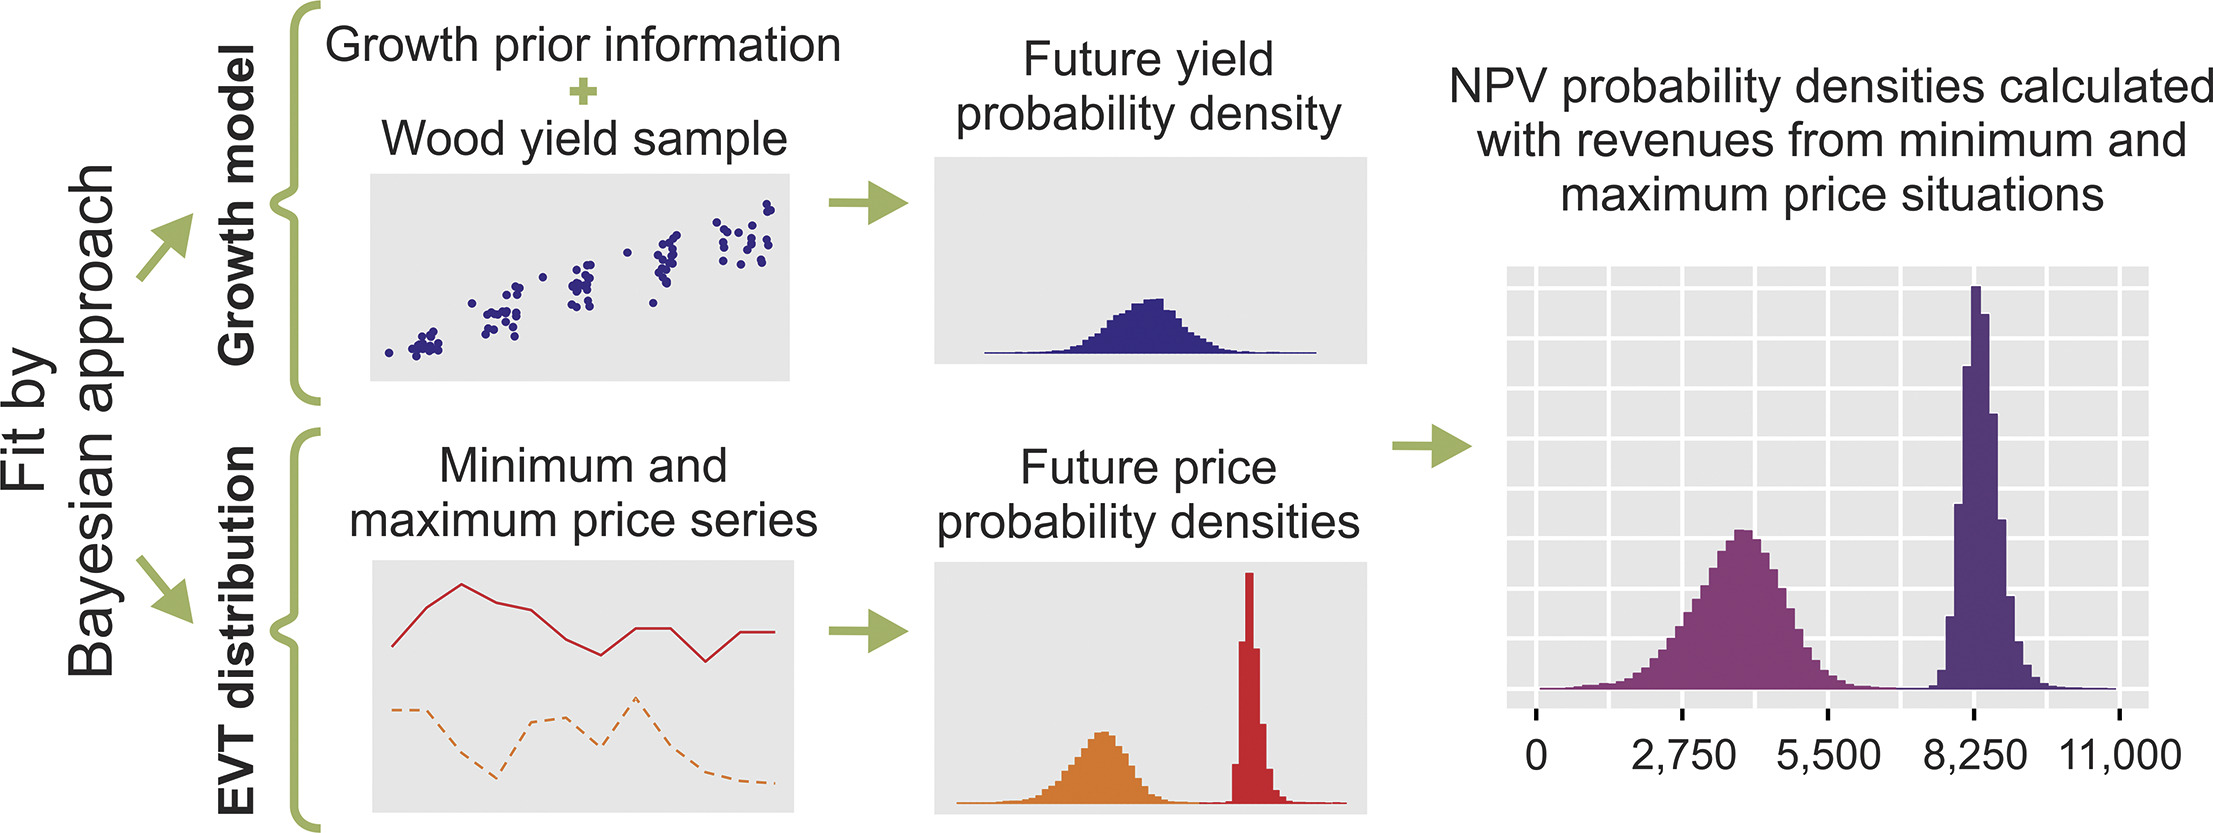 Fit by
Bayesian approach
Growth model
Growth prior information
+
Wood yield sample
Future yield
probability density
EVT distribution
Minimum and
maximum price series
Future price
probability densities
NPV probability densities calculated
with revenues from minimum and
maximum price situations
0 2,750 5,500 8,250 11,000